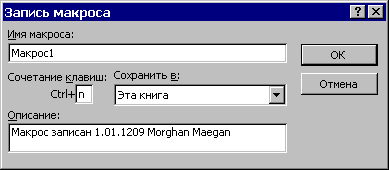 Запись макроса
Имя макроса:
Макрос1
OK
Сочетание клавиш:
Сохранить в:
Ctrl+ n
Эта книга
Отмена
Описание:
Макрос записан 1.01.1209 Morghan Maegan